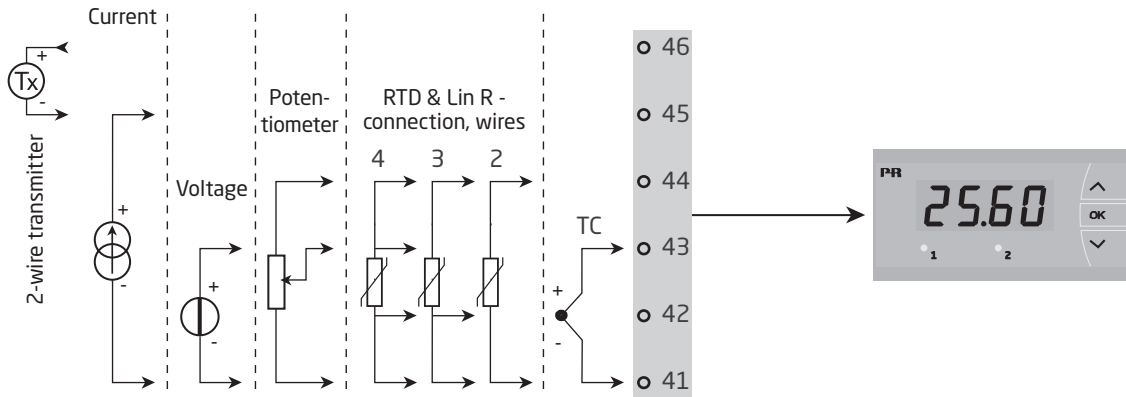 Current
+
Tx
-
2-wire transmitter
+
-
Voltage
+
-
Poten-
tiometer
RTD & Lin R -
connection, wires
4 3 2
TC
+
-
46
45
44
43
42
41
PR
25.60
OK
1 2